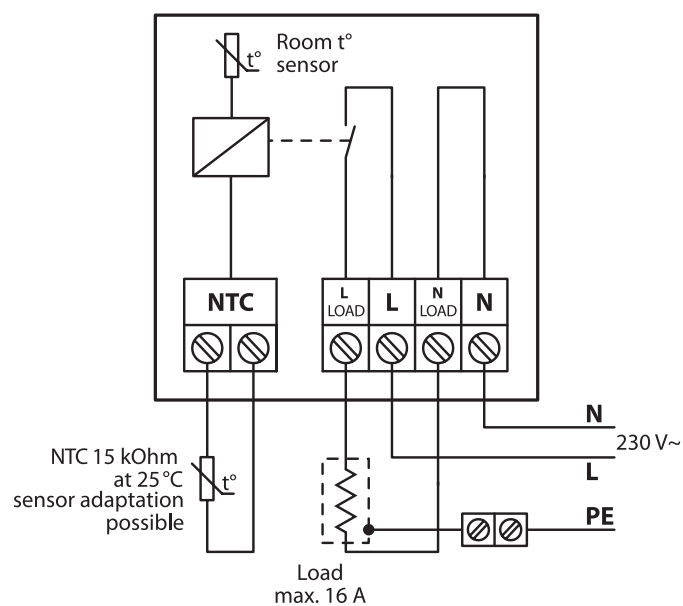 Room t°
sensor
t°
NTC
L
LOAD
L
N
LOAD
N
N
230 V~
L
PE
NTC 15 kOhm
at 25 °C
sensor adaptation
possible
t°
Load
max. 16 A